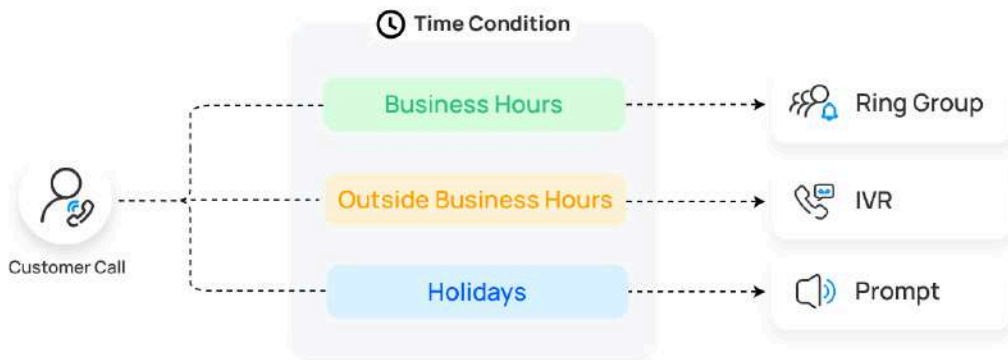 Time Condition
Business Hours
Ring Group
Outside Business Hours
IVR
Customer Call
Holidays
Prompt